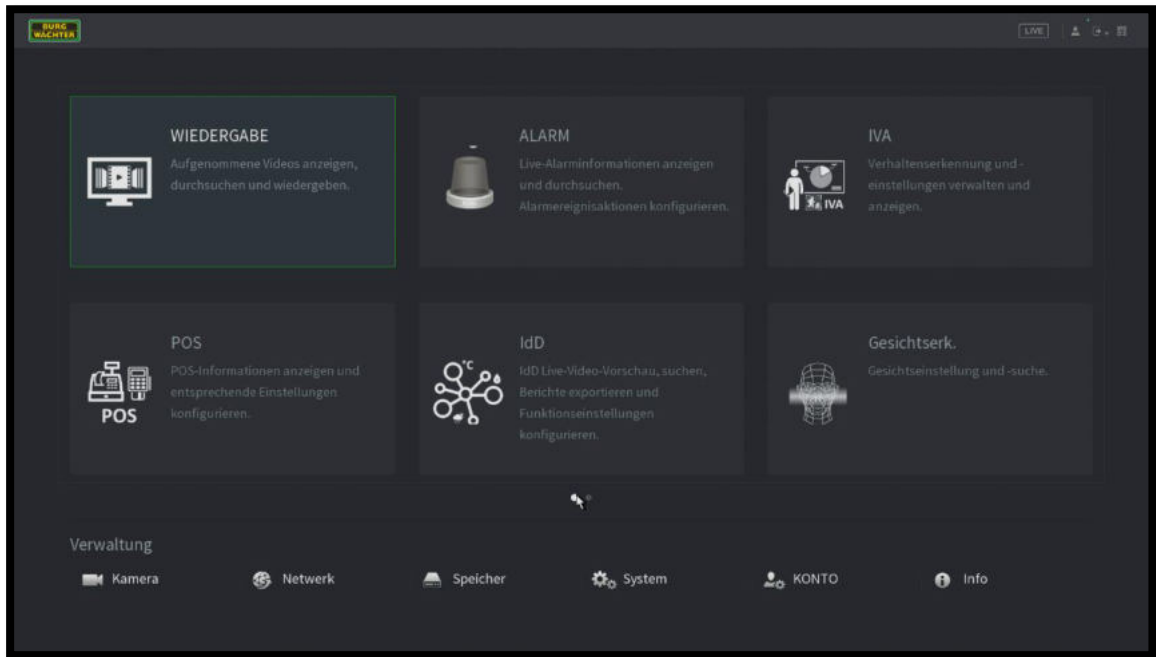 BURG
WÄCHTER
LIVE
WIEDERGABE
Aufgenommene Videos anzeigen,
durchsuchen und wiedergeben.
ALARM
Live-Alarminformationen anzeigen
und durchsuchen.
Alarmereignisaktionen konfigurieren.
IVA
Verhaltenserkennung und -
einstellungen verwalten und
anzeigen.
IVA
POS
POS-Informationen anzeigen und
entsprechende Einstellungen
konfigurieren.
POS
IdD
IdD Live-Video-Vorschau, suchen,
Berichte exportieren und
Funktionseinstellungen
konfigurieren.
°C
Gesichtserk.
Gesichtseinstellung und -suche.
Verwaltung
Kamera
Netwerk
Speicher
System
KONTO
Info